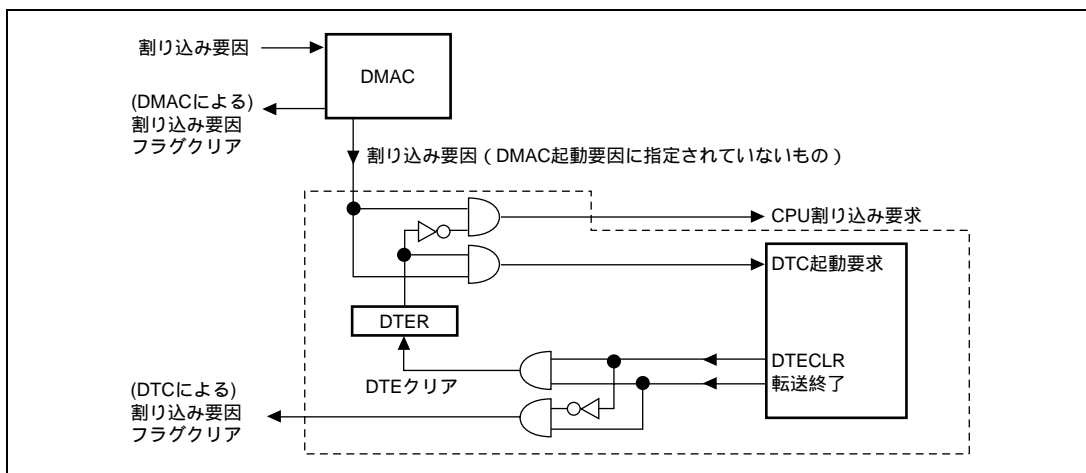 割り込み要因
DMAC
(DMACによる)
割り込み要因
フラグクリア
割り込み要因（DMAC起動要因に指定されていないもの）
CPU割り込み要求
DTC起動要求
DTER
DTECLR
転送終了
DTEクリア
(DTCによる)
割り込み要因
フラグクリア